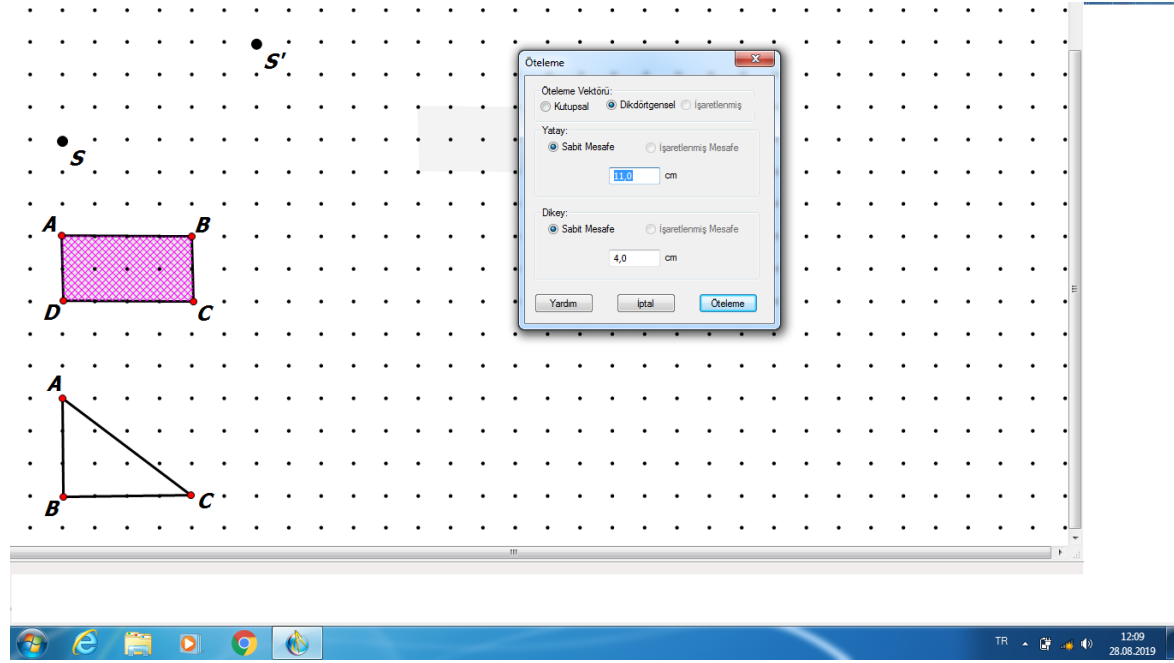 S'
S
A
B
D
C
A
B
C
Öteleme
Öteleme Vektörü:
Kutupsal Dikdörtgensel İşaretlenmiş
Yatay:
Sabit Mesafe İşaretlenmiş Mesafe
11,0 cm
Dikey:
Sabit Mesafe İşaretlenmiş Mesafe
4,0 cm
Yardım İptal Öteleme
TR 12:09
28.08.2019